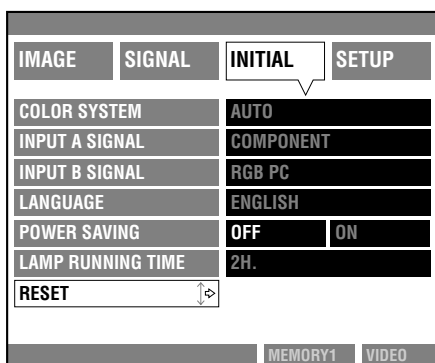 IMAGE SIGNAL INITIAL SETUP
COLOR SYSTEM AUTO
INPUT A SIGNAL COMPONENT
INPUT B SIGNAL RGB PC
LANGUAGE ENGLISH
POWER SAVING OFF ON
LAMP RUNNING TIME 2H.
RESET
MEMORY1 VIDEO